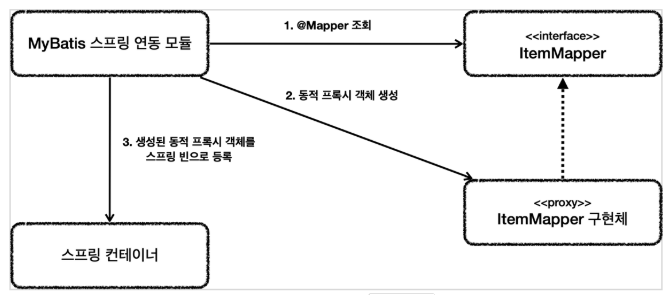 1. @Mapper 조회
MyBatis 스프링 연동 모듈
<<interface>>
ItemMapper
2. 동적 프록시 객체 생성
3. 생성된 동적 프록시 객체를
스프링 빈으로 등록
<<proxy>>
ItemMapper 구현체
스프링 컨테이너